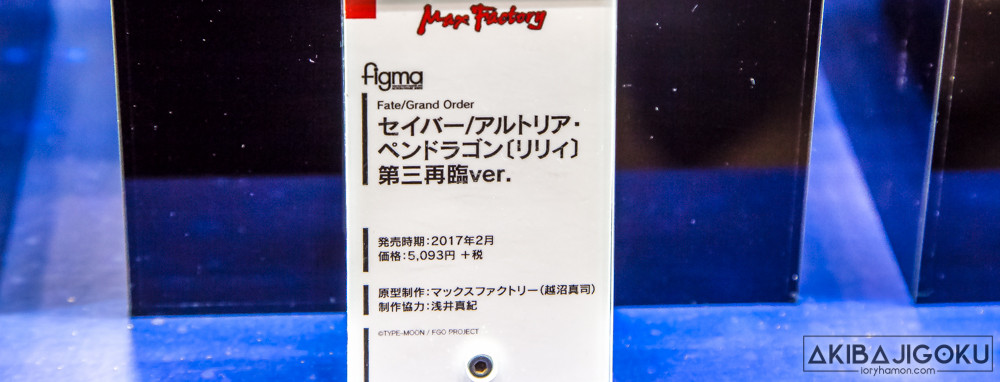 Max Factory
figma
Fate/Grand Order
セイバー/アルトリア・
ペンドラゴン〔リリィ〕
第三再臨ver.
発売時期:2017年2月
価格:5,093円 +税
原型制作:マックスファクトリー(越沼真司)
制作協力:浅井真紀
©TYPE-MOON / FGO PROJECT
AKIBAJIGOKU
loryhamon.com